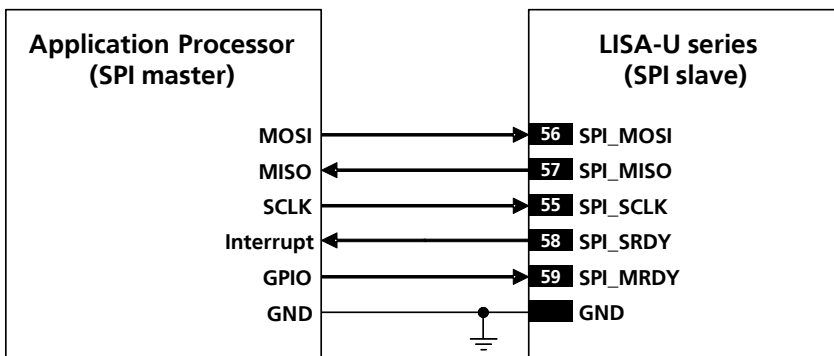 Application Processor
(SPI master)
LISA-U series
(SPI slave)
MOSI 56 SPI_MOSI
MISO 57 SPI_MISO
SCLK 55 SPI_SCLK
Interrupt 58 SPI_SRDY
GPIO 59 SPI_MRDY
GND GND